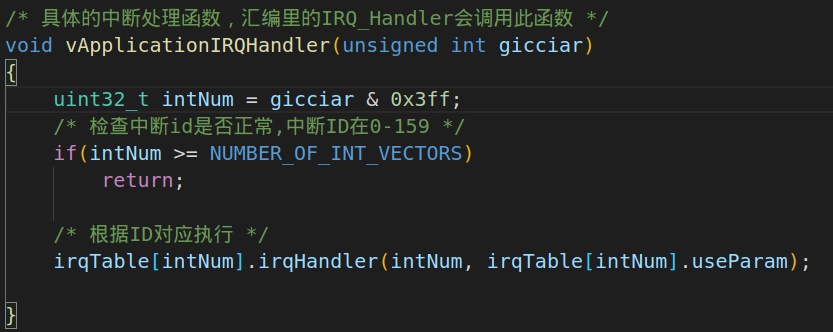 /* 具体的中断处理函数，汇编里的IRQ_Handler会调用此函数 */
void vApplicationIRQHandler(unsigned int gicciar)
{
    uint32_t intNum = gicciar & 0x3ff;
    /* 检查中断id是否正常,中断ID在0-159 */
    if(intNum >= NUMBER_OF_INT_VECTORS)
        return;
    /* 根据ID对应执行 */
    irqTable[intNum].irqHandler(intNum, irqTable[intNum].useParam);
}